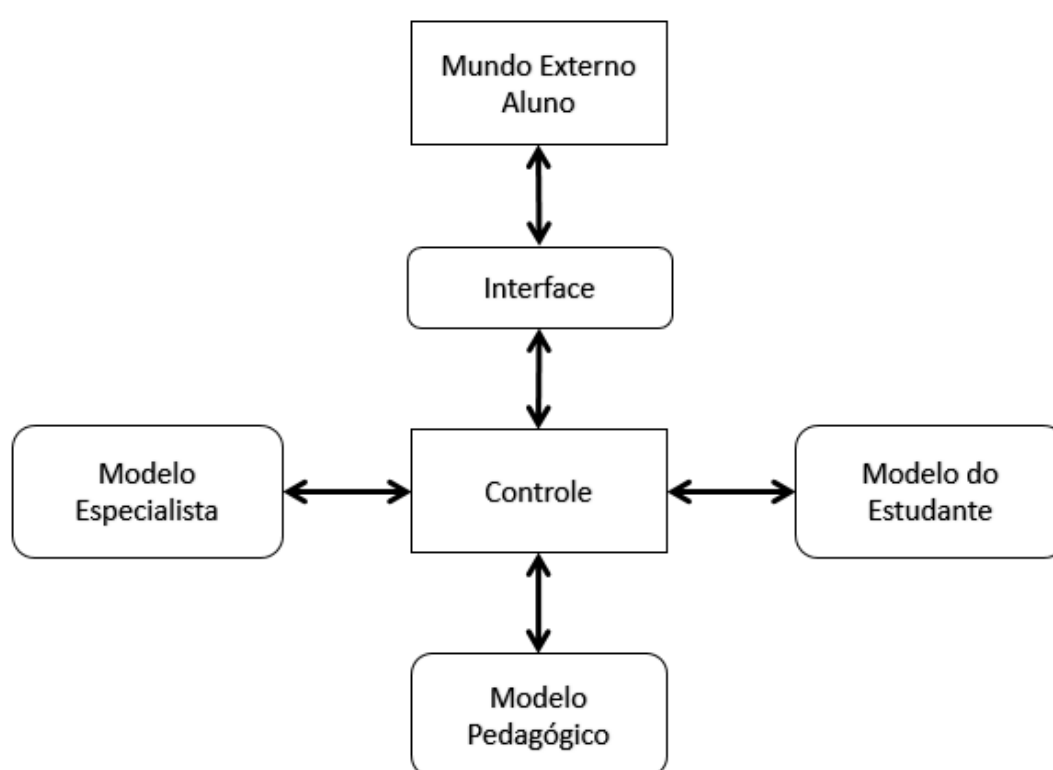 Mundo Externo
Aluno
Interface
Modelo
Especialista
Controle
Modelo do
Estudante
Modelo
Pedagógico